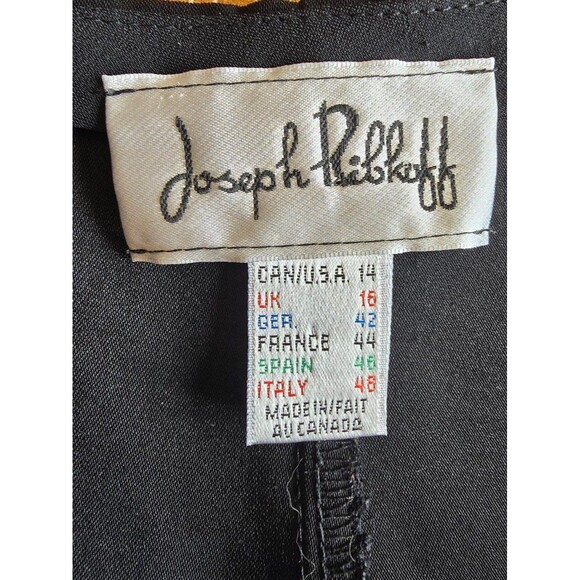 Joseph Ribkoff
CAN/U.S.A. 14
UK 16
GER. 42
FRANCE 44
SPAIN 46
ITALY 48
MADE IN/FAIT
AU CANADA